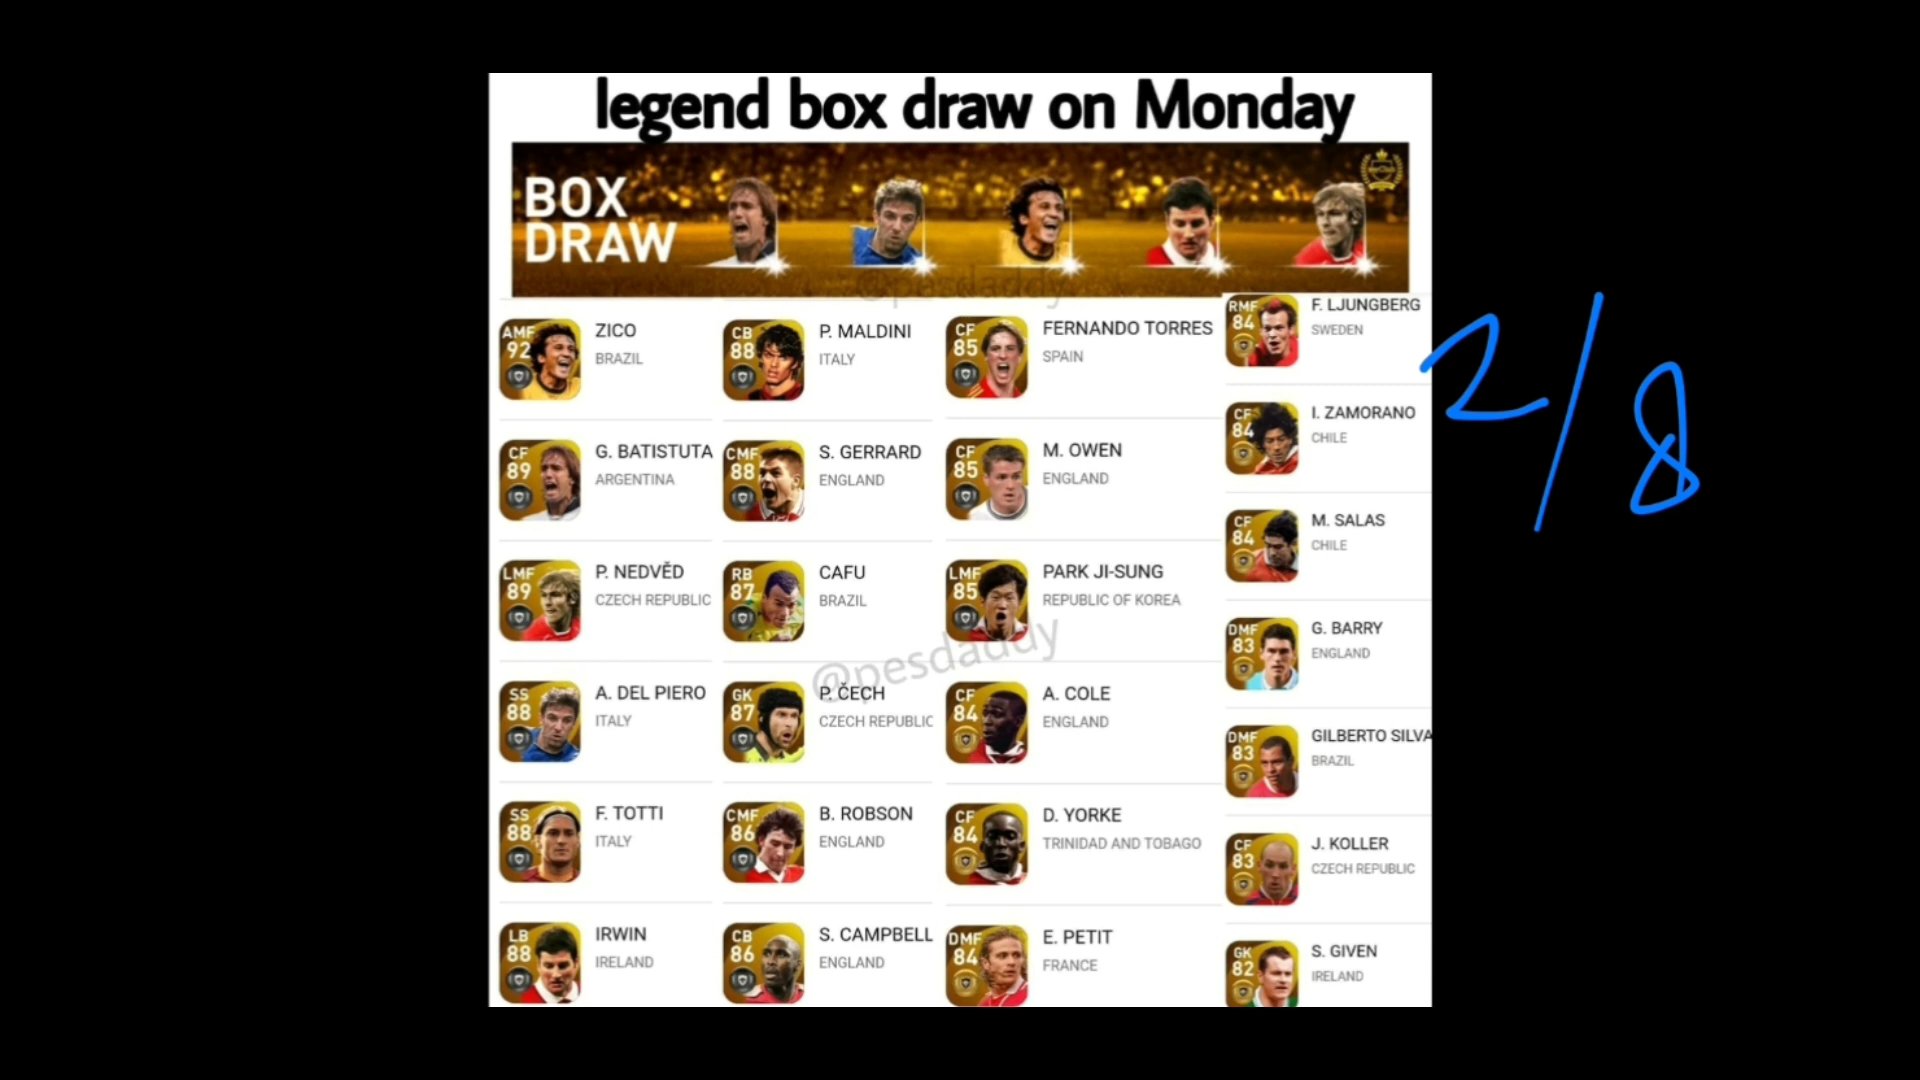 legend box draw on Monday
BOX
DRAW
@pesdaddy
AMF
92
ZICO
BRAZIL
CF
89
G. BATISTUTA
ARGENTINA
LMF
89
P. NEDVĚD
CZECH REPUBLIC
SS
88
A. DEL PIERO
ITALY
SS
88
F. TOTTI
ITALY
LB
88
IRWIN
IRELAND
CB
88
P. MALDINI
ITALY
CMF
88
S. GERRARD
ENGLAND
RB
87
CAFU
BRAZIL
GK
87
P. ČECH
CZECH REPUBLIC
CMF
86
B. ROBSON
ENGLAND
CB
86
S. CAMPBELL
ENGLAND
CF
85
FERNANDO TORRES
SPAIN
CF
85
M. OWEN
ENGLAND
LMF
85
PARK JI-SUNG
REPUBLIC OF KOREA
CF
84
A. COLE
ENGLAND
CF
84
D. YORKE
TRINIDAD AND TOBAGO
DMF
84
E. PETIT
FRANCE
RMF
84
F. LJUNGBERG
SWEDEN
CF
84
I. ZAMORANO
CHILE
CF
84
M. SALAS
CHILE
DMF
83
G. BARRY
ENGLAND
DMF
83
GILBERTO SILVA
BRAZIL
CF
83
J. KOLLER
CZECH REPUBLIC
GK
82
S. GIVEN
IRELAND
@pesdaddy
2/8